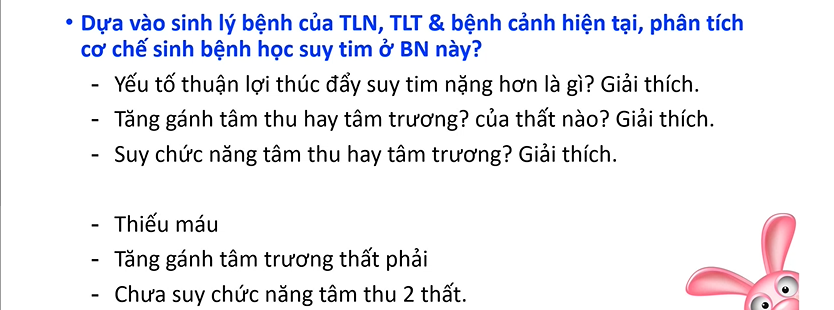 • Dựa vào sinh lý bệnh của TLN, TLT & bệnh cảnh hiện tại, phân tích
cơ chế sinh bệnh học suy tim ở BN này?
- Yếu tố thuận lợi thúc đẩy suy tim nặng hơn là gì? Giải thích.
- Tăng gánh tâm thu hay tâm trương? của thất nào? Giải thích.
- Suy chức năng tâm thu hay tâm trương? Giải thích.
- Thiếu máu
- Tăng gánh tâm trương thất phải
- Chưa suy chức năng tâm thu 2 thất.